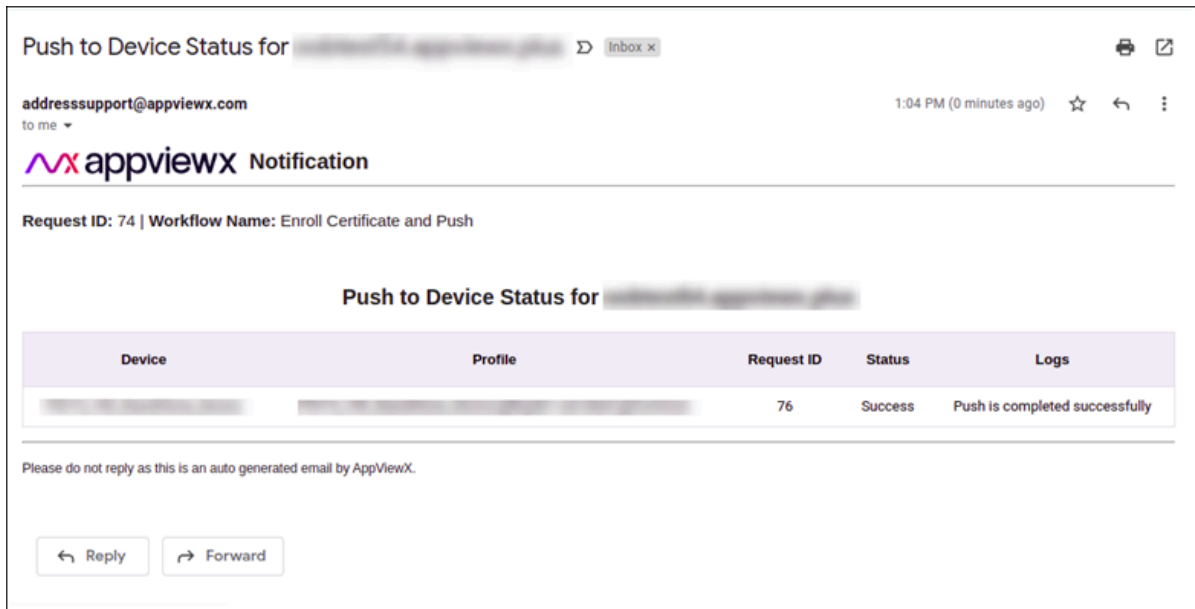 Push to Device Status for
Inbox ×
addresssupport@appviewx.com
1:04 PM (0 minutes ago)
to me
appviewx Notification
Request ID: 74 | Workflow Name: Enroll Certificate and Push
Push to Device Status for
Device Profile Request ID Status Logs
76 Success Push is completed successfully
Please do not reply as this is an auto generated email by AppViewX.
Reply Forward